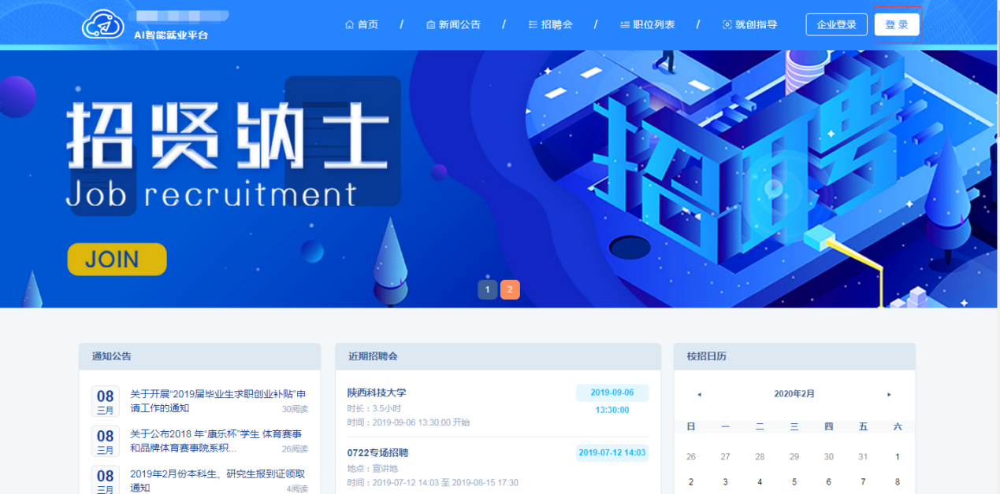 AI智能就业平台
首页 / 新闻公告 / 招聘会 / 职位列表 / 就创指导 企业登录 登 录
招贤纳士
Job recruitment
JOIN
招聘
1 2
通知公告
08
三月
关于开展“2019届毕业生求职创业补贴”申
请工作的通知
30阅读
08
三月
关于公布2018 年“康乐杯”学生 体育赛事
和品牌体育赛事院系积...
26阅读
08
三月
2019年2月份本科生、研究生报到证领取
通知
4阅读
近期招聘会
陕西科技大学
2019-09-06
13:30:00
时长：3.5小时
时间：2019-09-06 13:30:00 开始
0722专场招聘
2019-07-12 14:03
地点：宣讲地
时间：2019-07-12 14:03 至 2019-08-15 17:30
校招日历
2020年2月
日 一 二 三 四 五 六
26 27 28 29 30 31 1
2 3 4 5 6 7 8